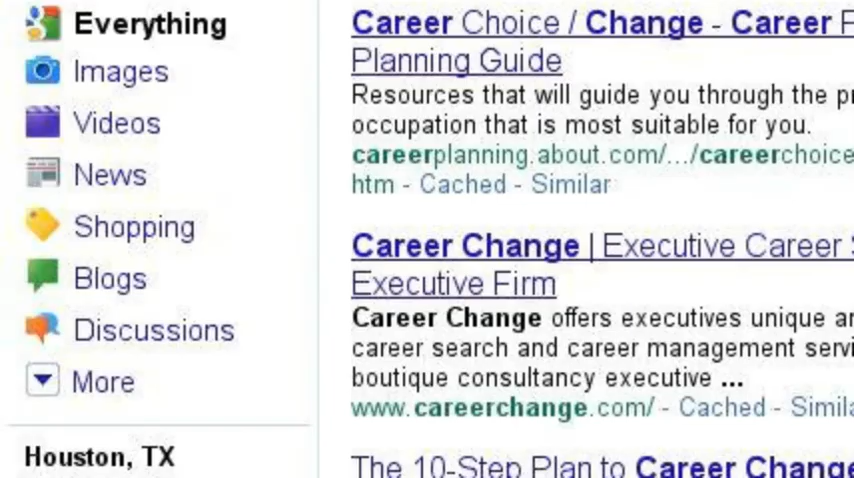 Everything
Images
Videos
News
Shopping
Blogs
Discussions
More
Houston, TX
Career Choice / Change - Career
Planning Guide
Resources that will guide you through the
occupation that is most suitable for you.
careerplanning.about.com/.../careerchoice
htm - Cached - Similar
Career Change | Executive Career
Executive Firm
Career Change offers executives unique
career search and career management
boutique consultancy executive ...
www.careerchange.com/ - Cached -
The 10-Step Plan to Career Change